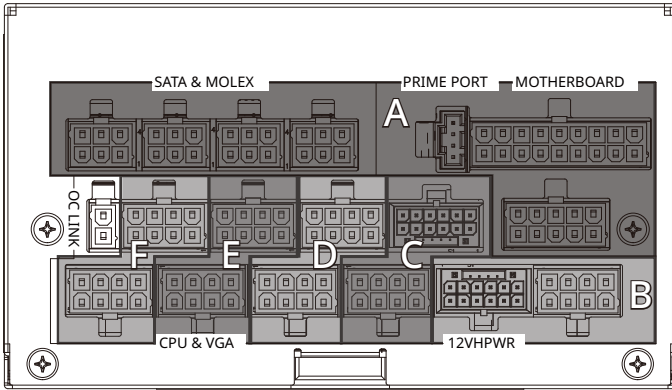 SATA & MOLEX PRIME PORT MOTHERBOARD
A
OC LINK
F E D C
B
CPU & VGA 12VHPWR